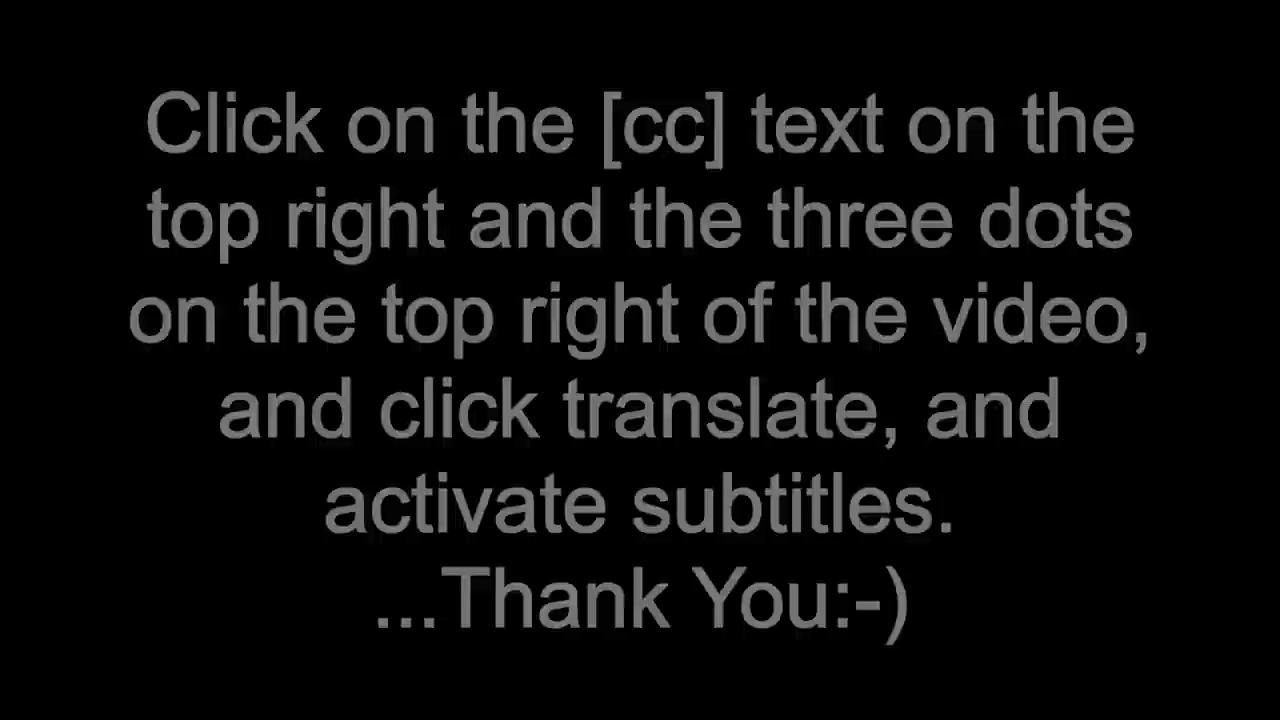 Click on the [cc] text on the
top right and the three dots
on the top right of the video,
and click translate, and
activate subtitles.
...Thank You:-)